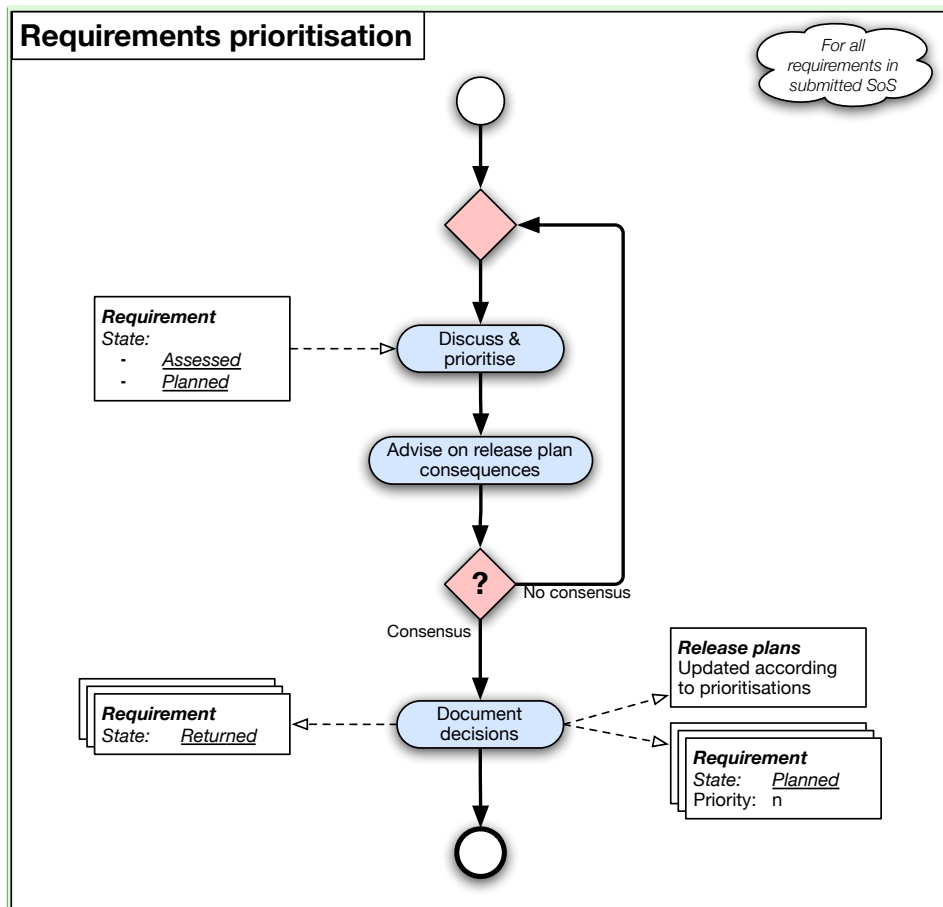 Requirements prioritisation
For all
requirements in
submitted SoS
Requirement
State:
- Assessed
- Planned
Discuss &
prioritise
Advise on release plan
consequences
?
No consensus
Consensus
Release plans
Updated according
to prioritisations
Requirement
State: Returned
Document
decisions
Requirement
State: Planned
Priority: n